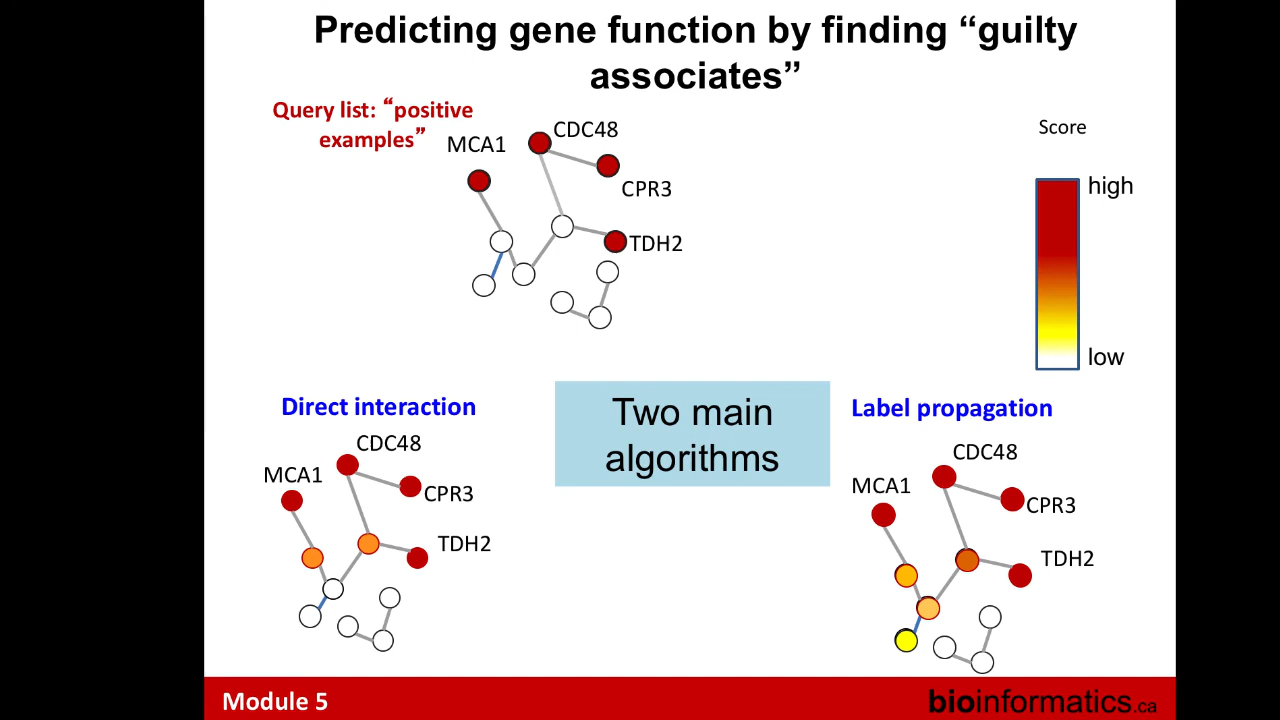 Predicting gene function by finding “guilty
associates”
Query list: “positive
examples”
MCA1
CDC48
CPR3
TDH2
Score
high
low
Two main
algorithms
Direct interaction
CDC48
MCA1
CPR3
TDH2
Label propagation
CDC48
MCA1
CPR3
TDH2
Module 5
bioinformatics.ca